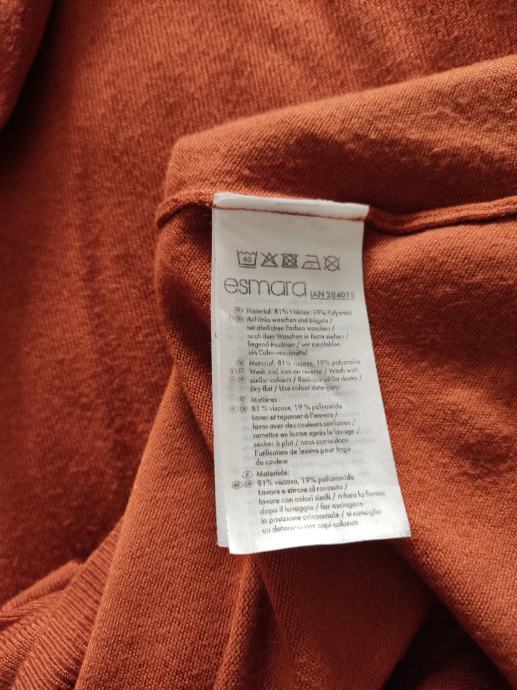 40
esmara IAN 284015
Material: 81% Viskose, 19% Polyamid
Auf links waschen und bügeln /
mit ähnlichen Farben waschen /
nach dem Waschen in Form ziehen /
liegend trocknen / wir empfehlen
ein Colorwaschmittel
Material: 81% viscose, 19% polyamide
Wash and iron on reverse / Wash with
similar colours / Reshape whilst damp /
Dry flat / Use colour detergent
Matières :
81 % viscose, 19 % polyamide
Laver et repasser à l'envers /
laver avec des couleurs similaires /
remettre en forme après le lavage /
sécher à plat / nous conseillons
l'utilisation de lessive pour linge
de couleur
Materiale:
81% viscosa, 19% poliammide
Lavare e stirare al rovescio /
lavare con colori simili / ridare la forma
dopo il lavaggio / far asciugare
in posizione orizzontale / si consiglia
un detersivo per capi colorati